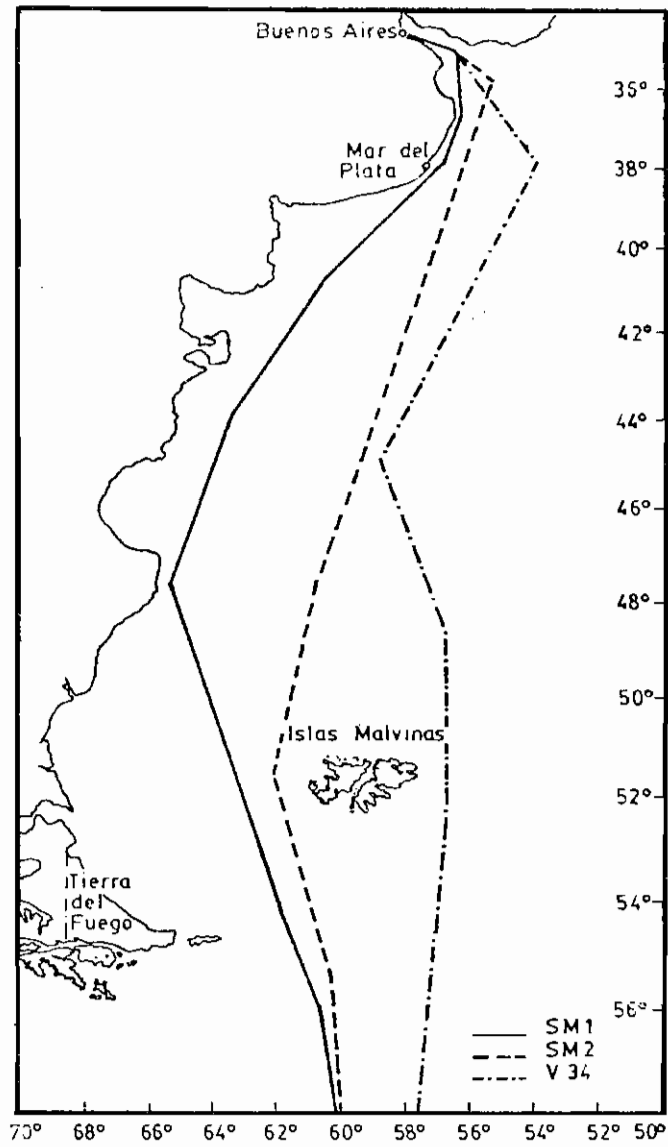 Buenos Aires
35°
Mar del
Plata
38°
40°
42°
44°
46°
48°
Islas Malvinas
50°
52°
Tierra
del
Fuego
54°
56°
SM1
SM2
V 34
70° 68° 66° 64° 62° 60° 58° 56° 54° 52° 50°